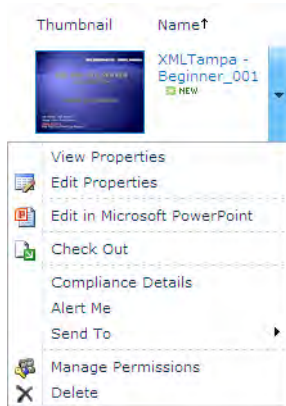 Thumbnail Name↑
XMLTampa -
Beginner_001
NEW
View Properties
Edit Properties
Edit in Microsoft PowerPoint
Check Out
Compliance Details
Alert Me
Send To
Manage Permissions
Delete